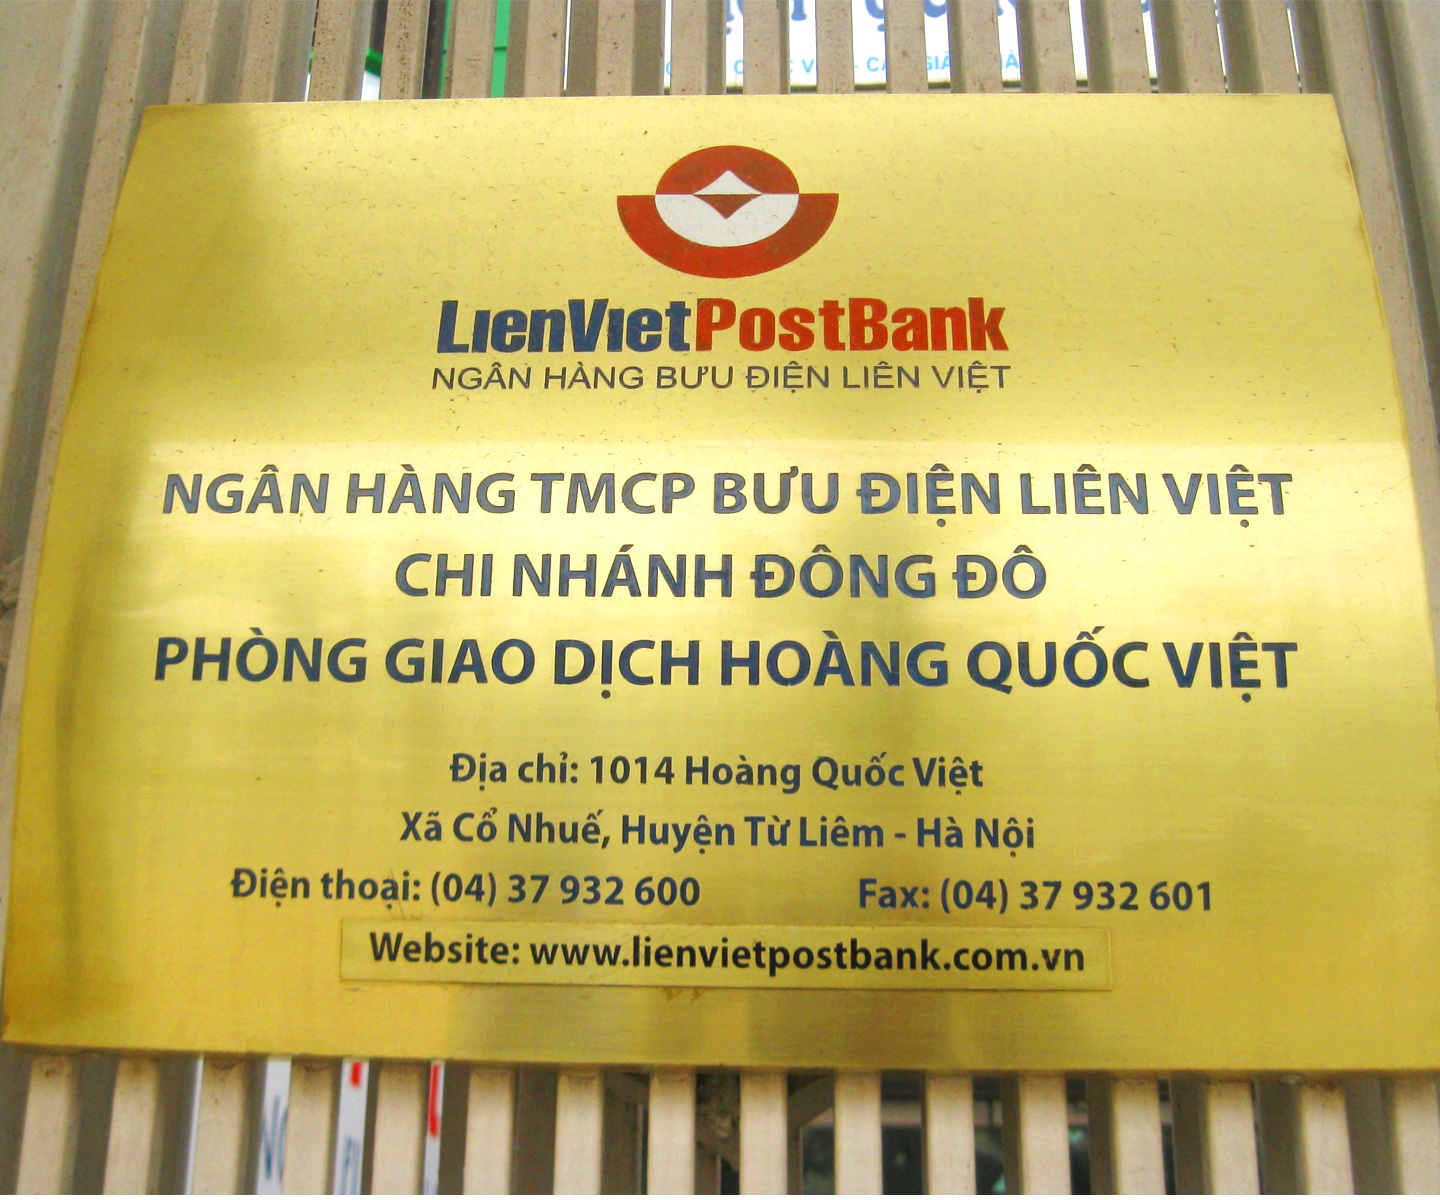 LienVietPostBank
NGÂN HÀNG BƯU ĐIỆN LIÊN VIỆT
NGÂN HÀNG TMCP BƯU ĐIỆN LIÊN VIỆT
CHI NHÁNH ĐÔNG ĐÔ
PHÒNG GIAO DỊCH HOÀNG QUỐC VIỆT
Địa chỉ: 1014 Hoàng Quốc Việt
Xã Cổ Nhuế, Huyện Từ Liêm - Hà Nội
Điện thoại: (04) 37 932 600 Fax: (04) 37 932 601
Website: www.lienvietpostbank.com.vn